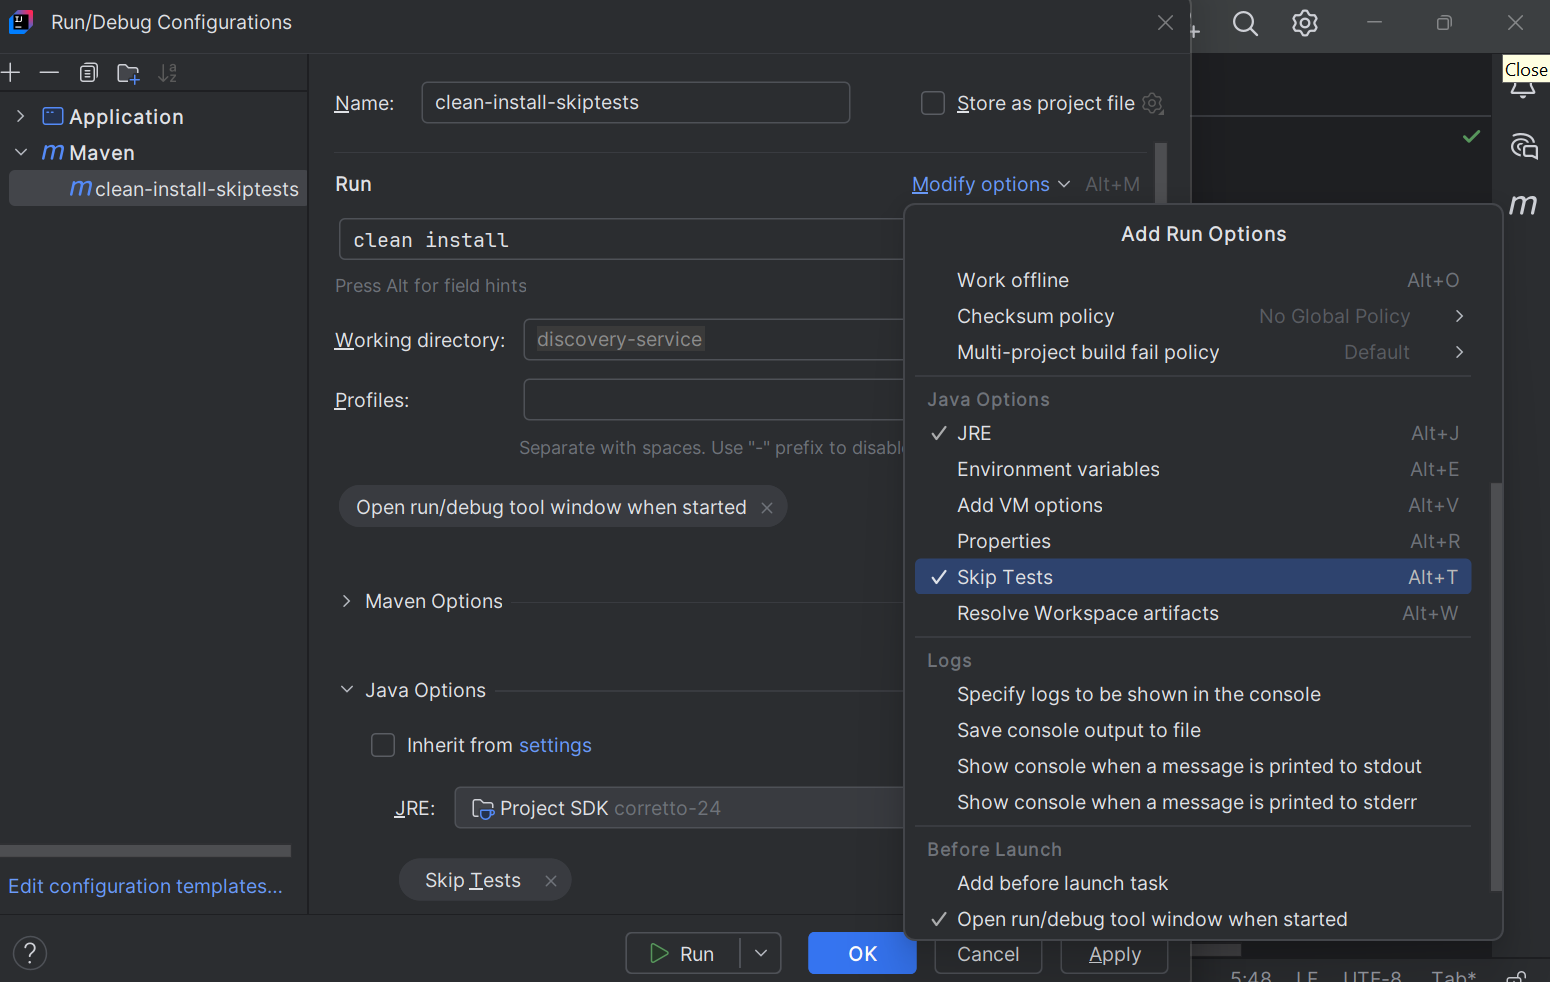 Run/Debug Configurations
Close
Application
Maven
clean-install-skiptests
Edit configuration templates...
Name:
clean-install-skiptests
Store as project file
Run
Modify options
Alt+M
clean install
Press Alt for field hints
Working directory:
discovery-service
Profiles:
Separate with spaces. Use "-" prefix to disabl
Open run/debug tool window when started
Maven Options
Java Options
Inherit from settings
JRE:
Project SDK corretto-24
Skip Tests
Add Run Options
Work offline Alt+O
Checksum policy No Global Policy
Multi-project build fail policy Default
Java Options
JRE Alt+J
Environment variables Alt+E
Add VM options Alt+V
Properties Alt+R
Skip Tests Alt+T
Resolve Workspace artifacts Alt+W
Logs
Specify logs to be shown in the console
Save console output to file
Show console when a message is printed to stdout
Show console when a message is printed to stderr
Before Launch
Add before launch task
Open run/debug tool window when started
?
Run
OK
Cancel
Apply
5:48 LF UTF-8 Tab*